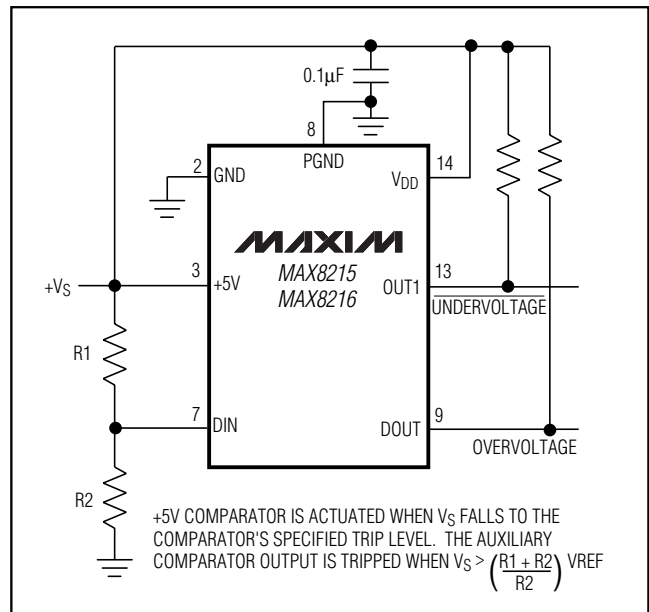 0.1µF
8
PGND
2
GND
14
VDD
MAXIM
MAX8215
MAX8216
3
+5V
+VS
13
OUT1
UNDERVOLTAGE
R1
7
DIN
9
DOUT
OVERVOLTAGE
R2
+5V COMPARATOR IS ACTUATED WHEN VS FALLS TO THE
COMPARATOR'S SPECIFIED TRIP LEVEL. THE AUXILIARY
COMPARATOR OUTPUT IS TRIPPED WHEN VS > (R1 + R2 / R2) VREF